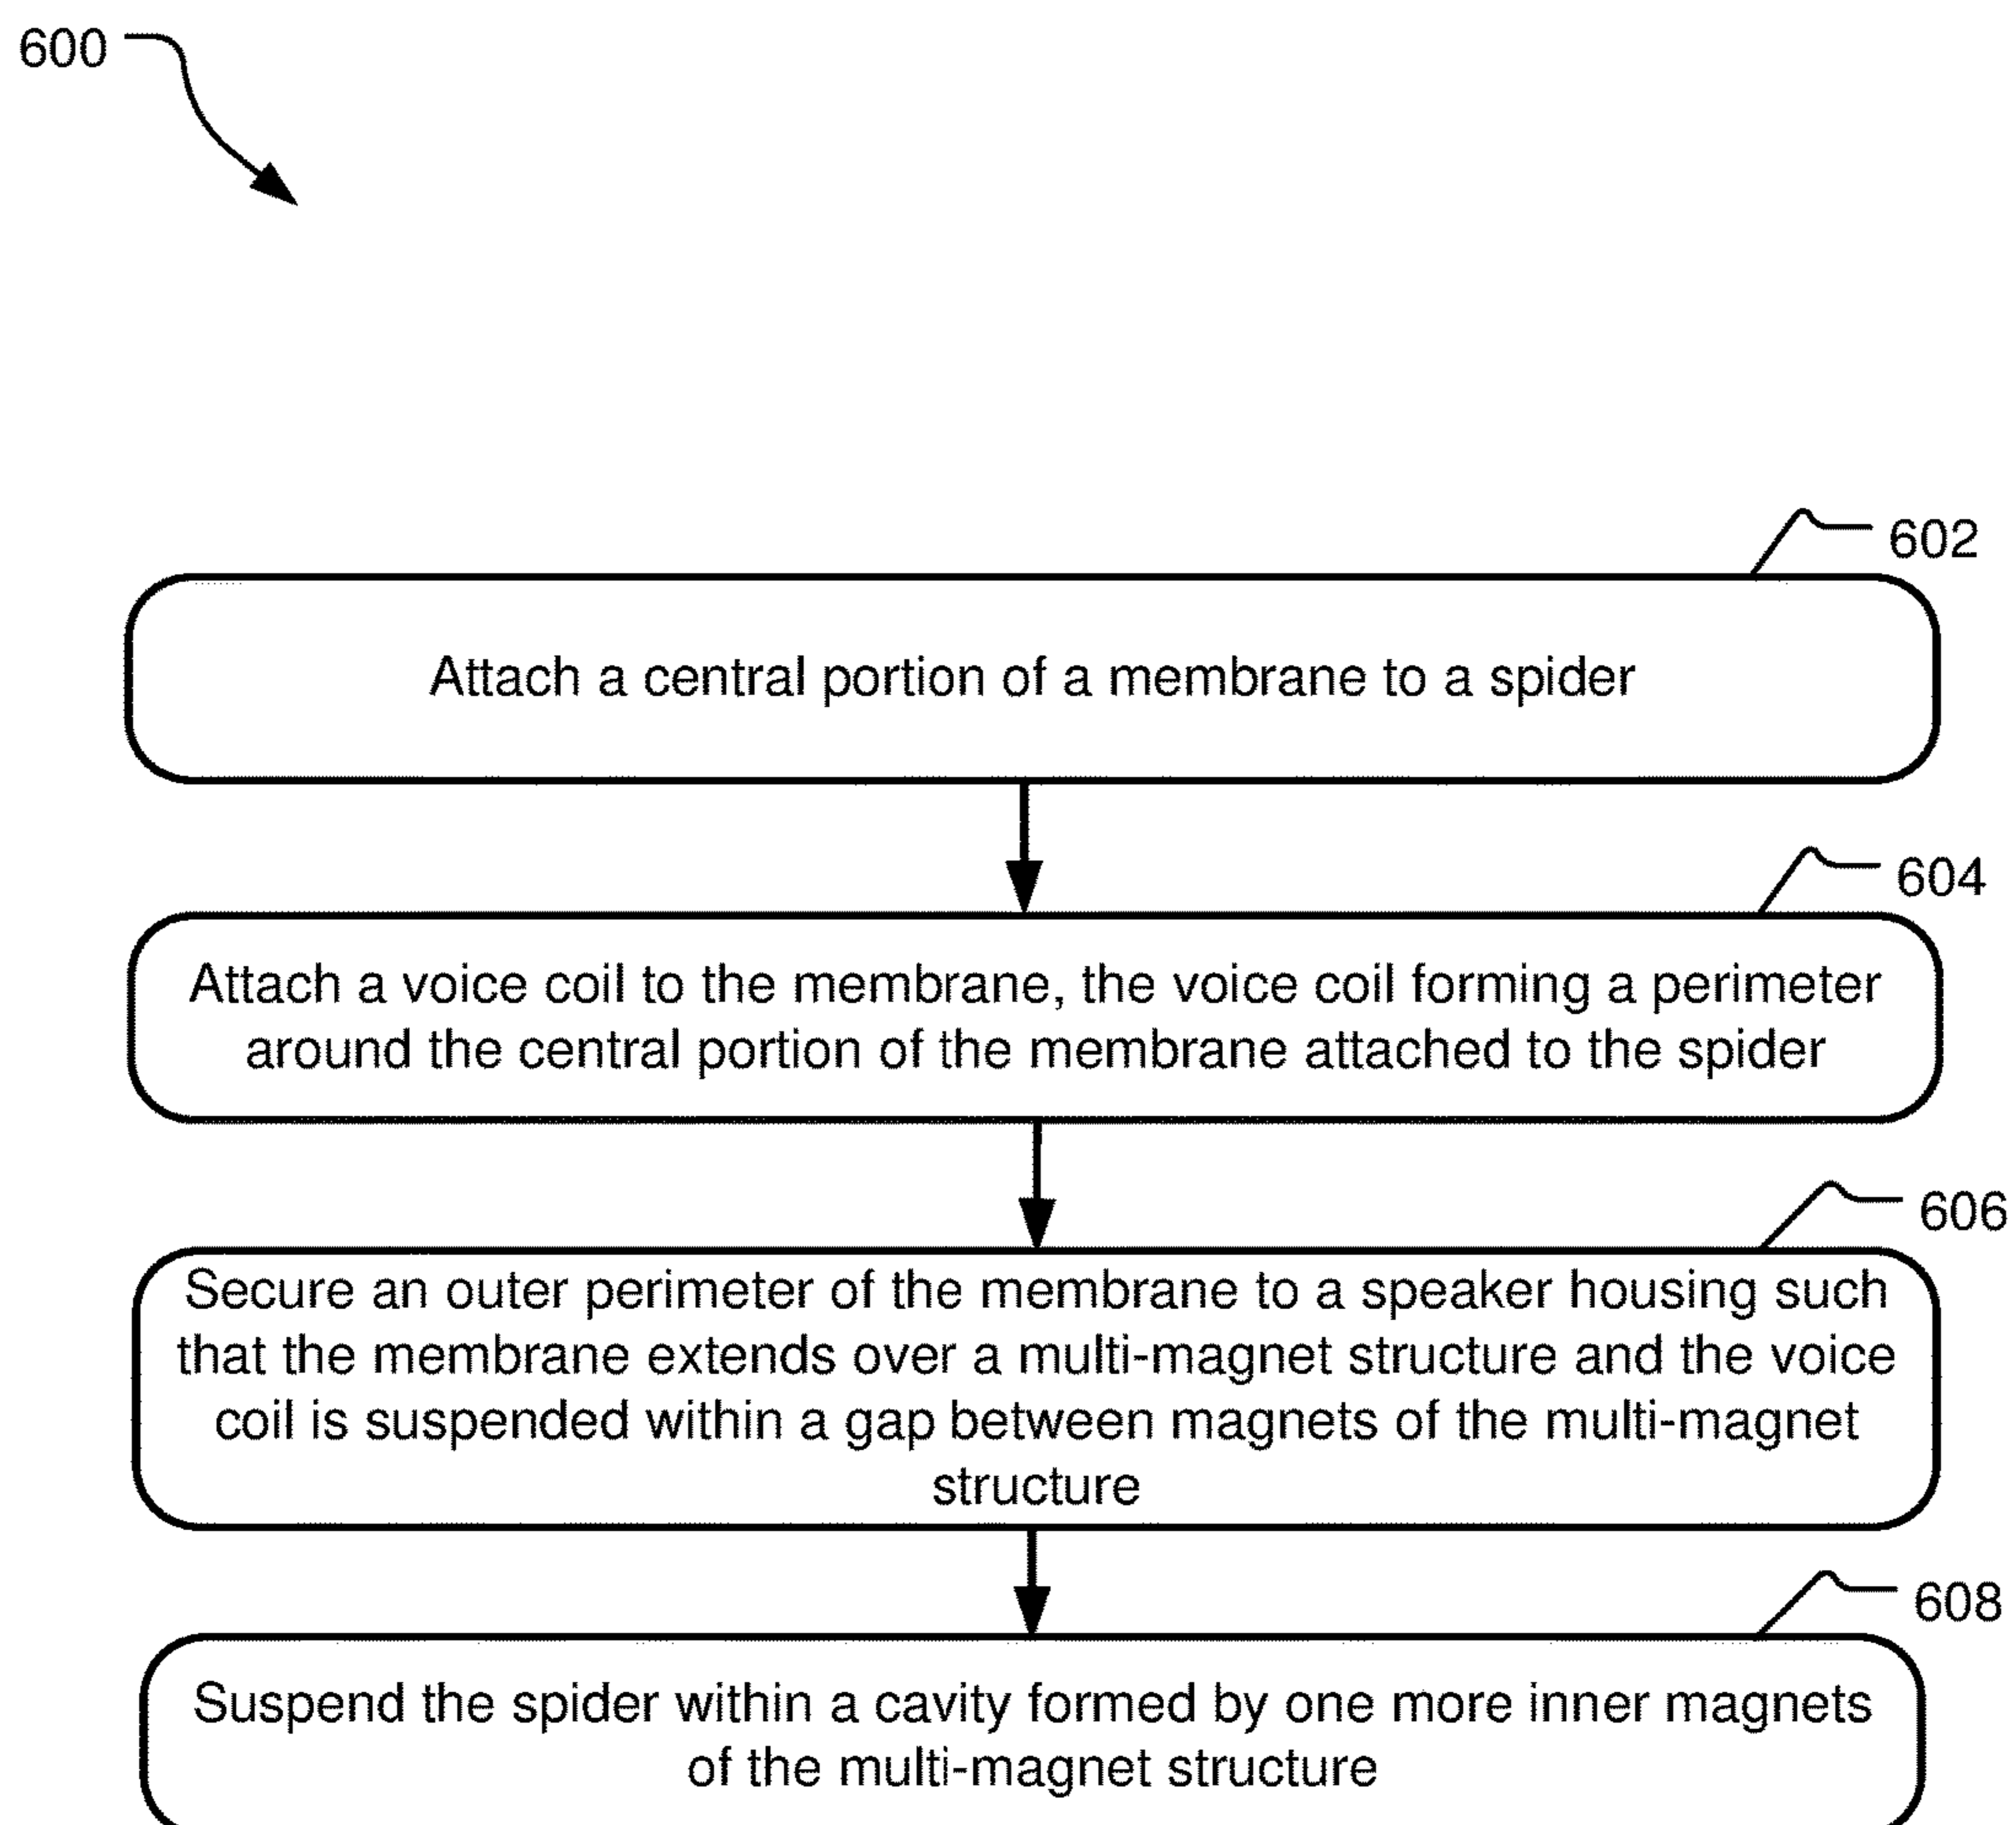 600
602
Attach a central portion of a membrane to a spider
604
Attach a voice coil to the membrane, the voice coil forming a perimeter
around the central portion of the membrane attached to the spider
606
Secure an outer perimeter of the membrane to a speaker housing such
that the membrane extends over a multi-magnet structure and the voice
coil is suspended within a gap between magnets of the multi-magnet
structure
608
Suspend the spider within a cavity formed by one more inner magnets
of the multi-magnet structure